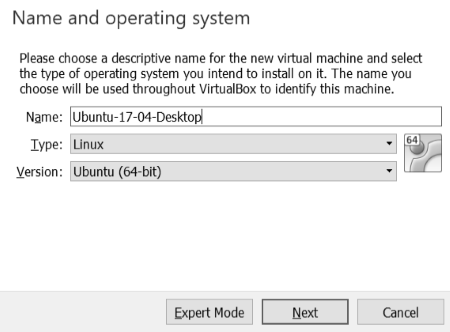 Name and operating system
Please choose a descriptive name for the new virtual machine and select
the type of operating system you intend to install on it. The name you
choose will be used throughout VirtualBox to identify this machine.
Name: Ubuntu-17-04-Desktop
Type: Linux
64
Version: Ubuntu (64-bit)
Expert Mode Next Cancel